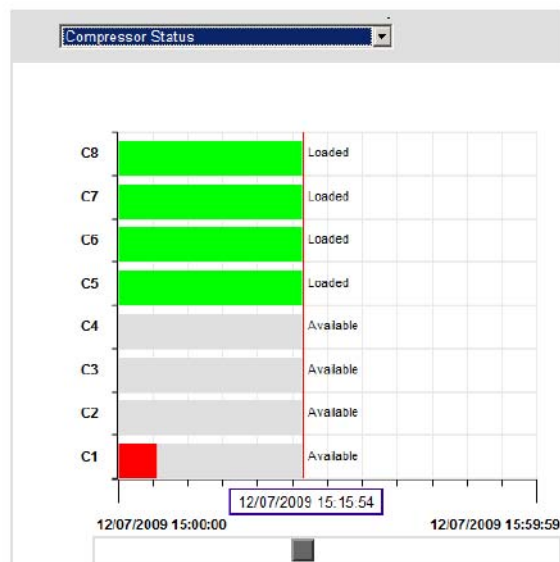 Compressor Status
C8 Loaded
C7 Loaded
C6 Loaded
C5 Loaded
C4 Available
C3 Available
C2 Available
C1 Available
12/07/2009 15:15:54
12/07/2009 15:00:00 12/07/2009 15:59:59